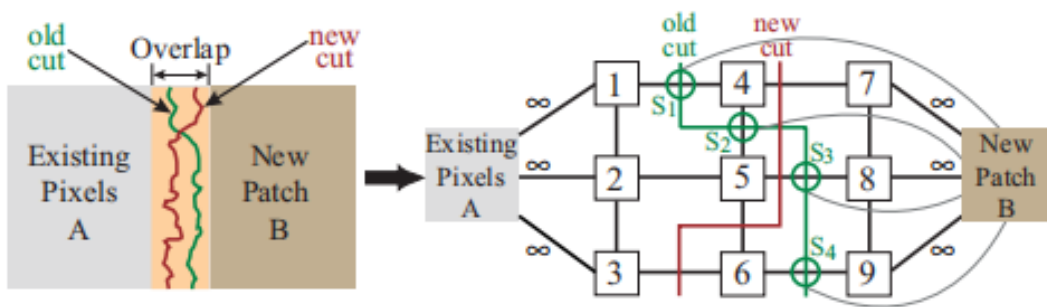 old
cut
Overlap
new
cut
Existing
Pixels
A
New
Patch
B
old
cut
new
cut
1
4
7
S1
∞
∞
S2
Existing
Pixels
A
∞
2
5
S3
8
∞
New
Patch
B
∞
3
6
S4
9
∞